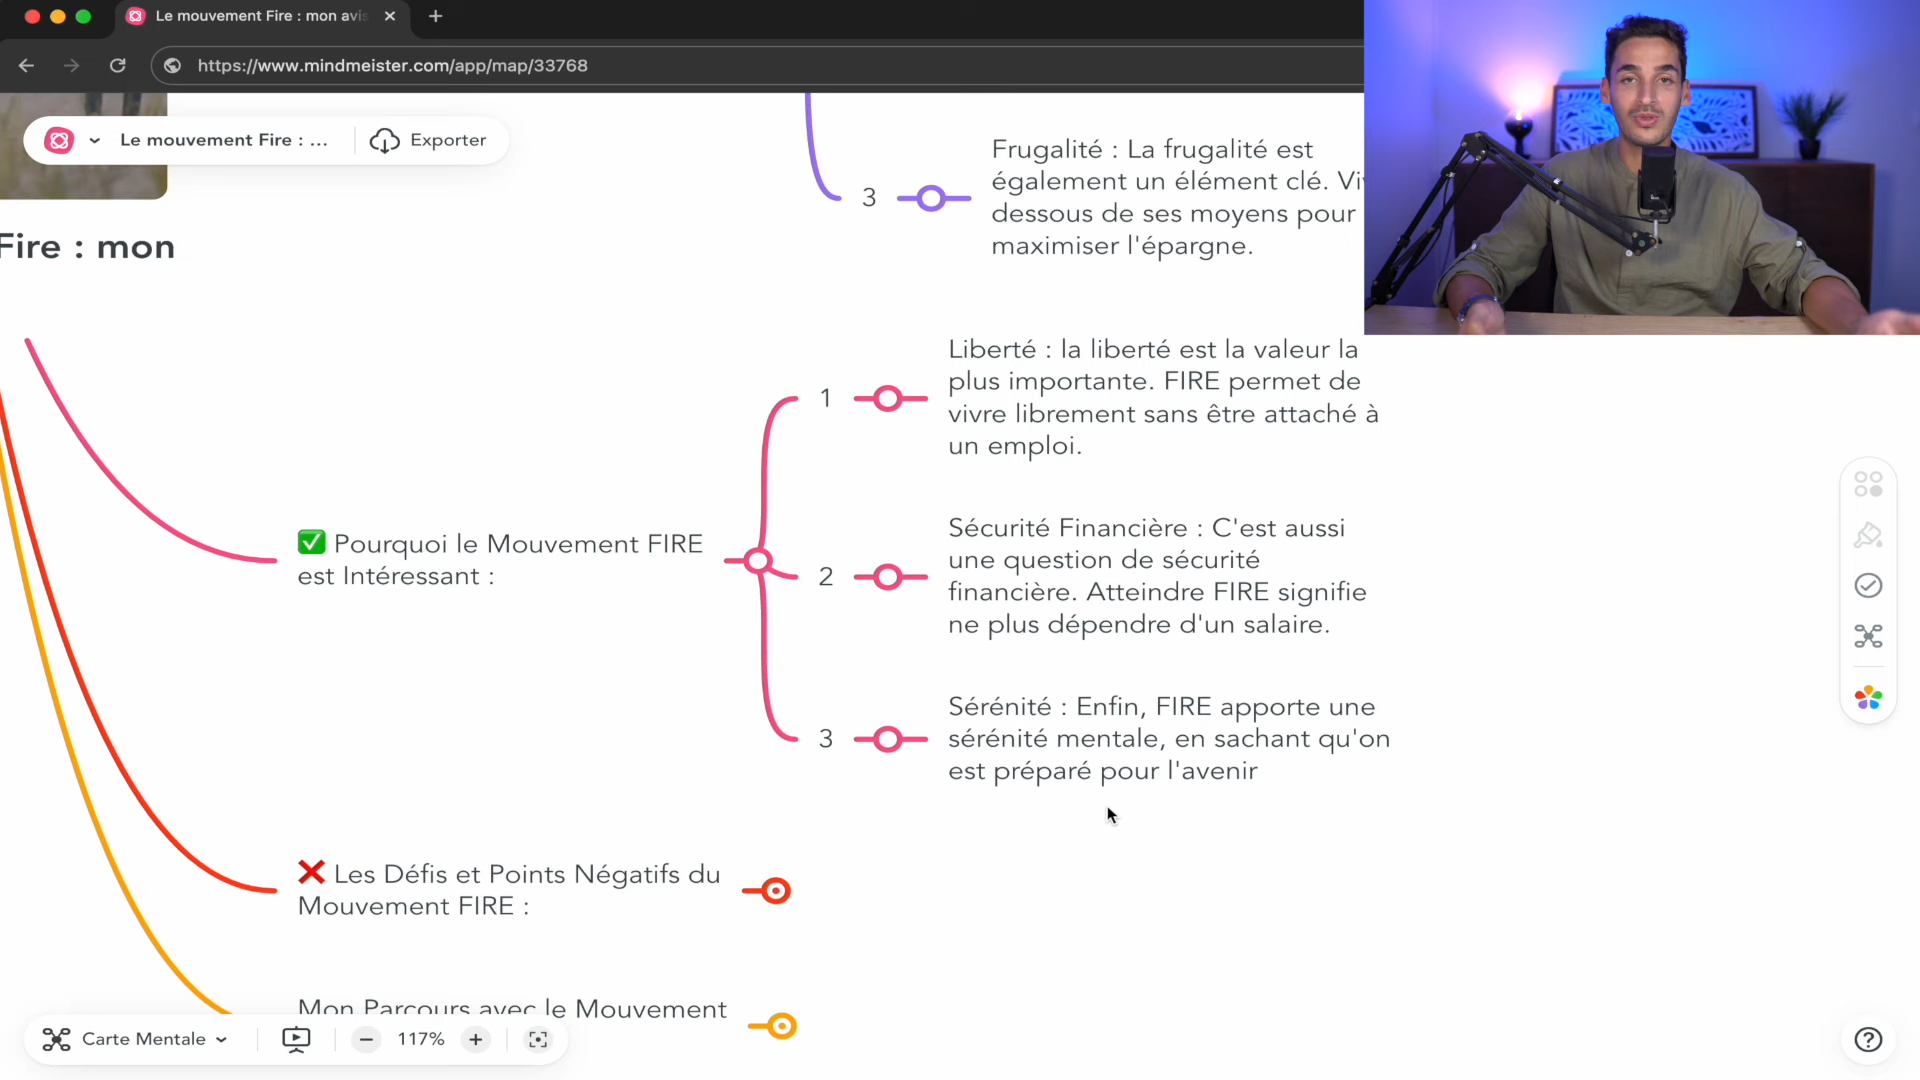 Le mouvement Fire : mon avis
https://www.mindmeister.com/app/map/33768
Le mouvement Fire : ...
Exporter
Fire : mon
3
Frugalité : La frugalité est
également un élément clé.
dessous de ses moyens pour
maximiser l'épargne.
✅ Pourquoi le Mouvement FIRE
est Intéressant :
1
Liberté : la liberté est la valeur la
plus importante. FIRE permet de
vivre librement sans être attaché à
un emploi.
2
Sécurité Financière : C'est aussi
une question de sécurité
financière. Atteindre FIRE signifie
ne plus dépendre d'un salaire.
3
Sérénité : Enfin, FIRE apporte une
sérénité mentale, en sachant qu'on
est préparé pour l'avenir
❌ Les Défis et Points Négatifs du
Mouvement FIRE :
Mon Parcours avec le Mouvement
Carte Mentale
117%